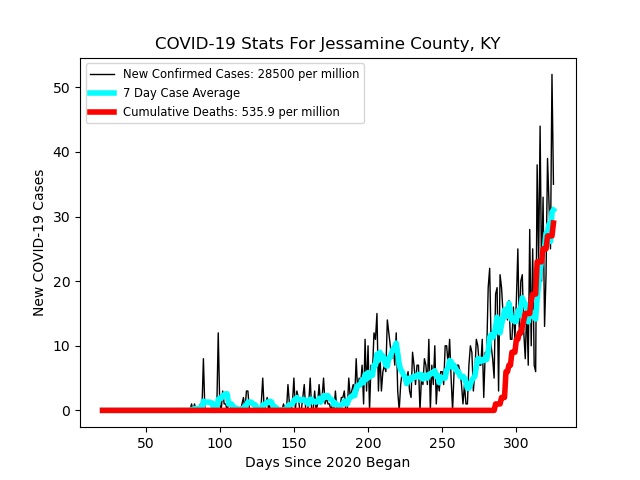 COVID-19 Stats For Jessamine County, KY
New Confirmed Cases: 28500 per million
7 Day Case Average
Cumulative Deaths: 535.9 per million
New COVID-19 Cases
50
40
30
20
10
0
50 100 150 200 250 300
Days Since 2020 Began